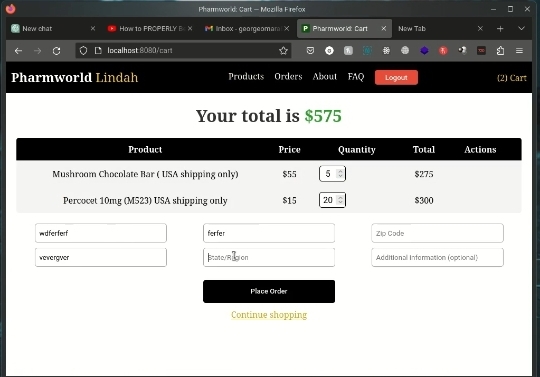 Pharmworld: Cart — Mozilla Firefox
New chat
How to PROPERLY
Pharmworld: Cart
New Tab
localhost:8080/cart
Pharmworld Lindah
Products Orders About FAQ Logout (2) Cart
Your total is $575
Product Price Quantity Total Actions
Mushroom Chocolate Bar ( USA shipping only) $55 5 $275
Percocet 10mg (M523) USA shipping only $15 20 $300
wdferferf ferfer Zip Code
vevergver State/Region Additional information (optional)
Place Order
Continue shopping